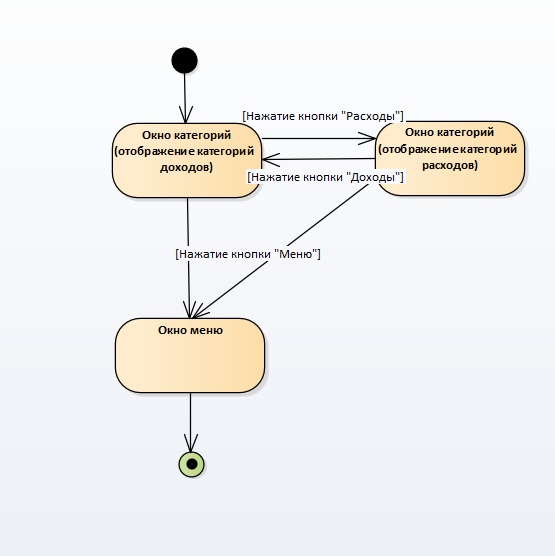 [Нажатие кнопки "Расходы"]
Окно категорий
(отображение категорий
доходов)
Окно категорий
(отображение категорий
расходов)
[Нажатие кнопки "Доходы"]
[Нажатие кнопки "Меню"]
Окно меню